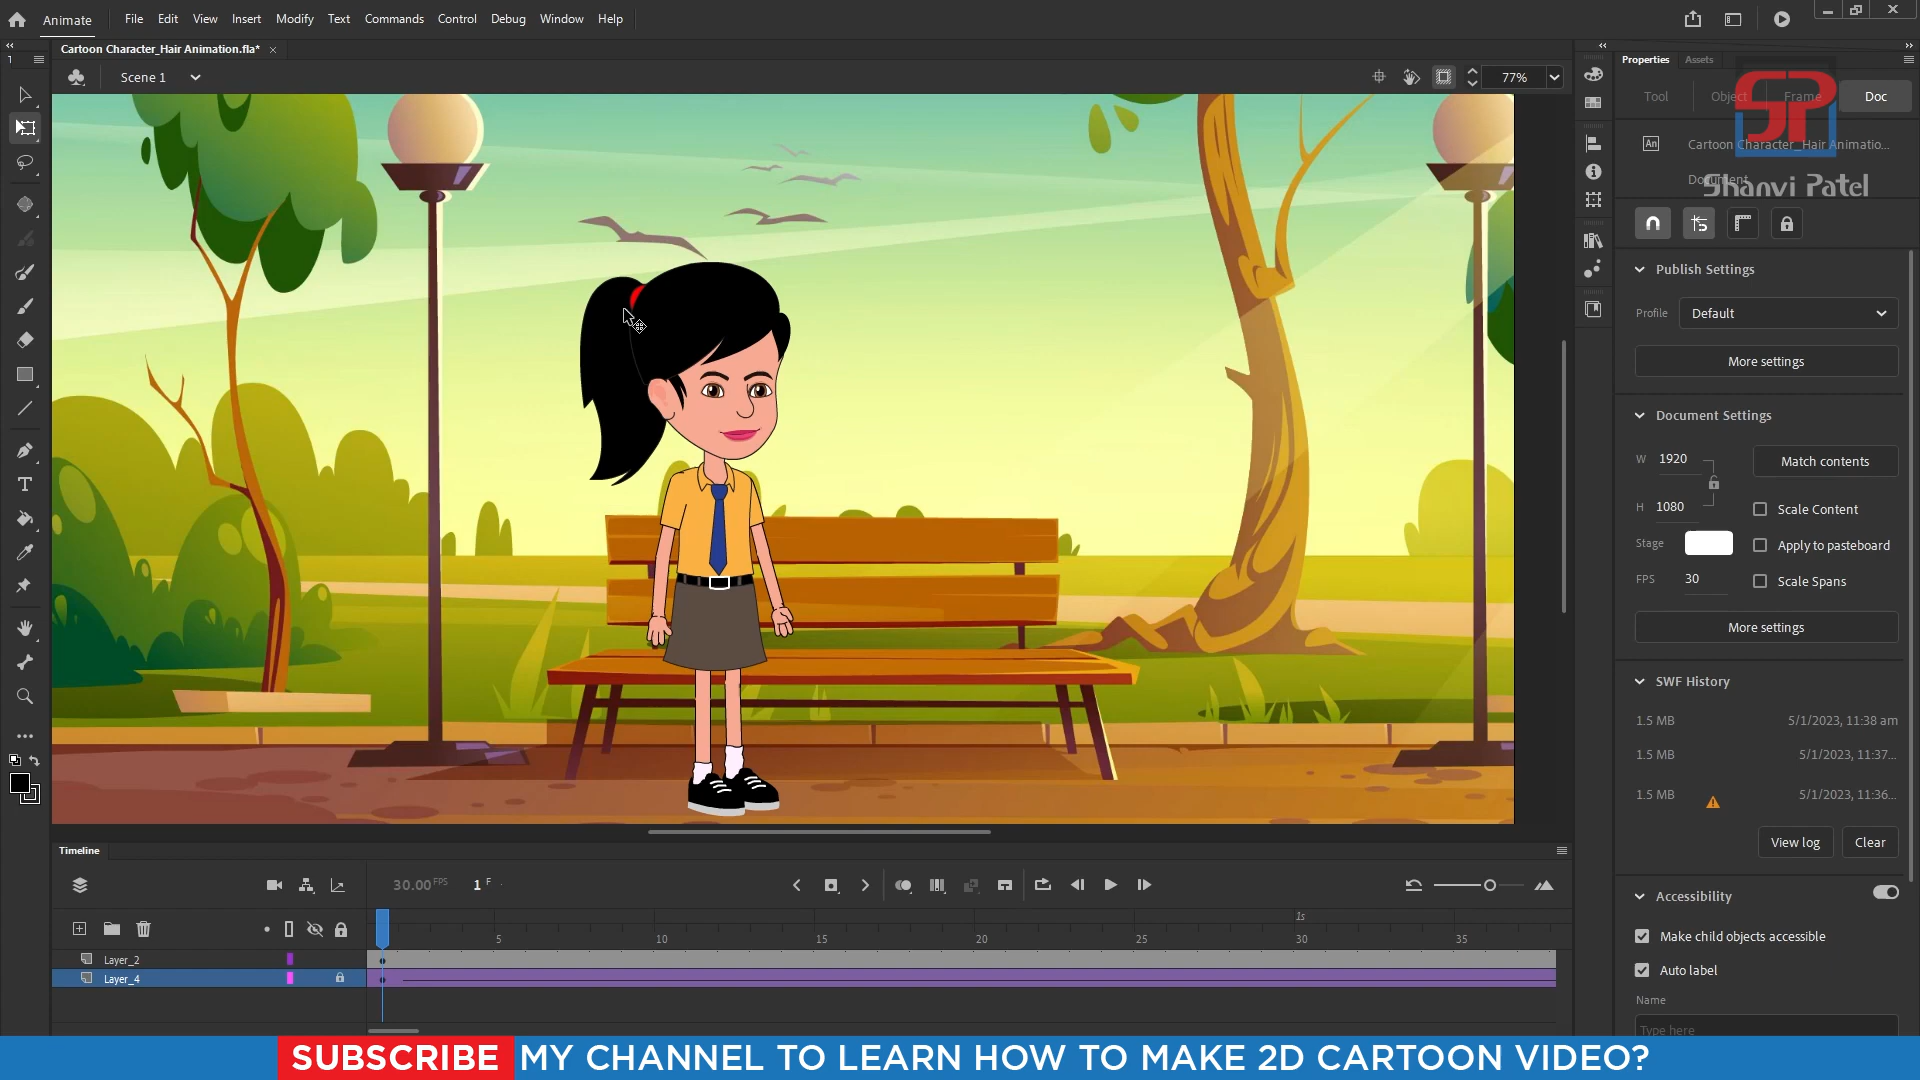 Animate File Edit View Insert Modify Text Commands Control Debug Window Help
Cartoon Character_Hair Animation.fla*
Scene 1
77%
Properties Assets
Tool Object Frame Doc
SP
An Cartoon Character_Hair Animatio...
Document
Shanvi Patel
Publish Settings
Profile Default
More settings
Document Settings
W 1920 Match contents
H 1080 Scale Content
Stage Apply to pasteboard
FPS 30 Scale Spans
More settings
SWF History
1.5 MB 5/1/2023, 11:38 am
1.5 MB 5/1/2023, 11:37...
1.5 MB 5/1/2023, 11:36...
View log Clear
Accessibility
Make child objects accessible
Auto label
Name
Type here
Timeline
30.00 FPS 1 F
1s
5 10 15 20 25 30 35
Layer_2
Layer_4
SUBSCRIBE MY CHANNEL TO LEARN HOW TO MAKE 2D CARTOON VIDEO?